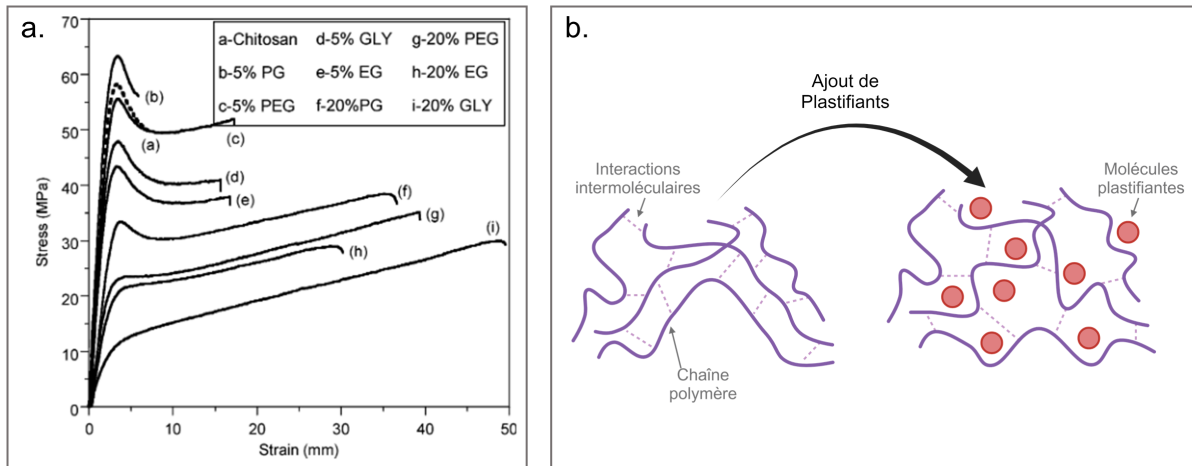 a.
a-Chitosan d-5% GLY g-20% PEG
b-5% PG e-5% EG h-20% EG
c-5% PEG f-20%PG i-20% GLY
70
60
50
40
30
20
10
0
Stress (MPa)
(b)
(a)
(c)
(d)
(e)
(f)
(g)
(h)
(i)
0 10 20 30 40 50
Strain (mm)
b.
Ajout de
Plastifiants
Interactions
intermoléculaires
Molécules
plastifiantes
Chaîne
polymère